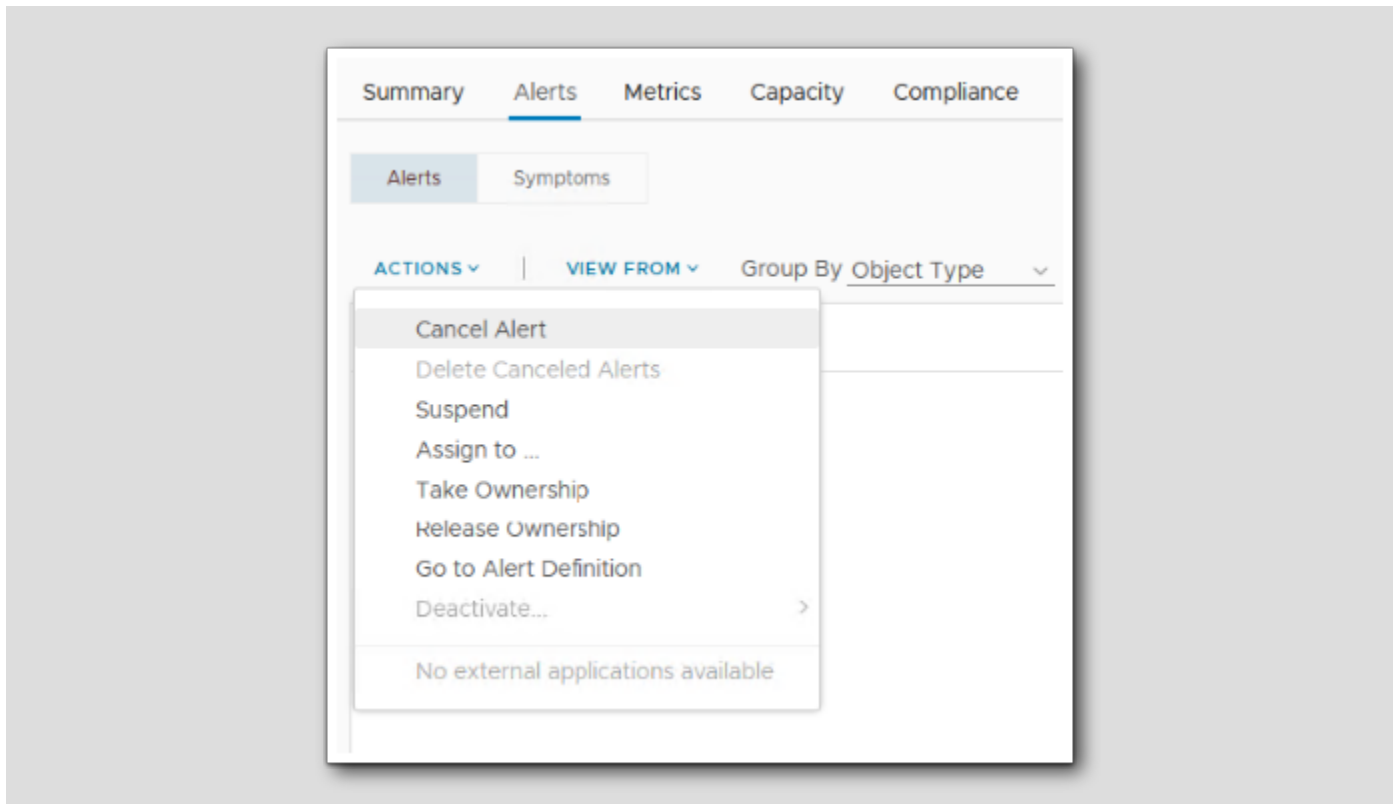 Summary Alerts Metrics Capacity Compliance
Alerts Symptoms
ACTIONS | VIEW FROM Group By Object Type
Cancel Alert
Delete Canceled Alerts
Suspend
Assign to ...
Take Ownership
Release Ownership
Go to Alert Definition
Deactivate...
No external applications available